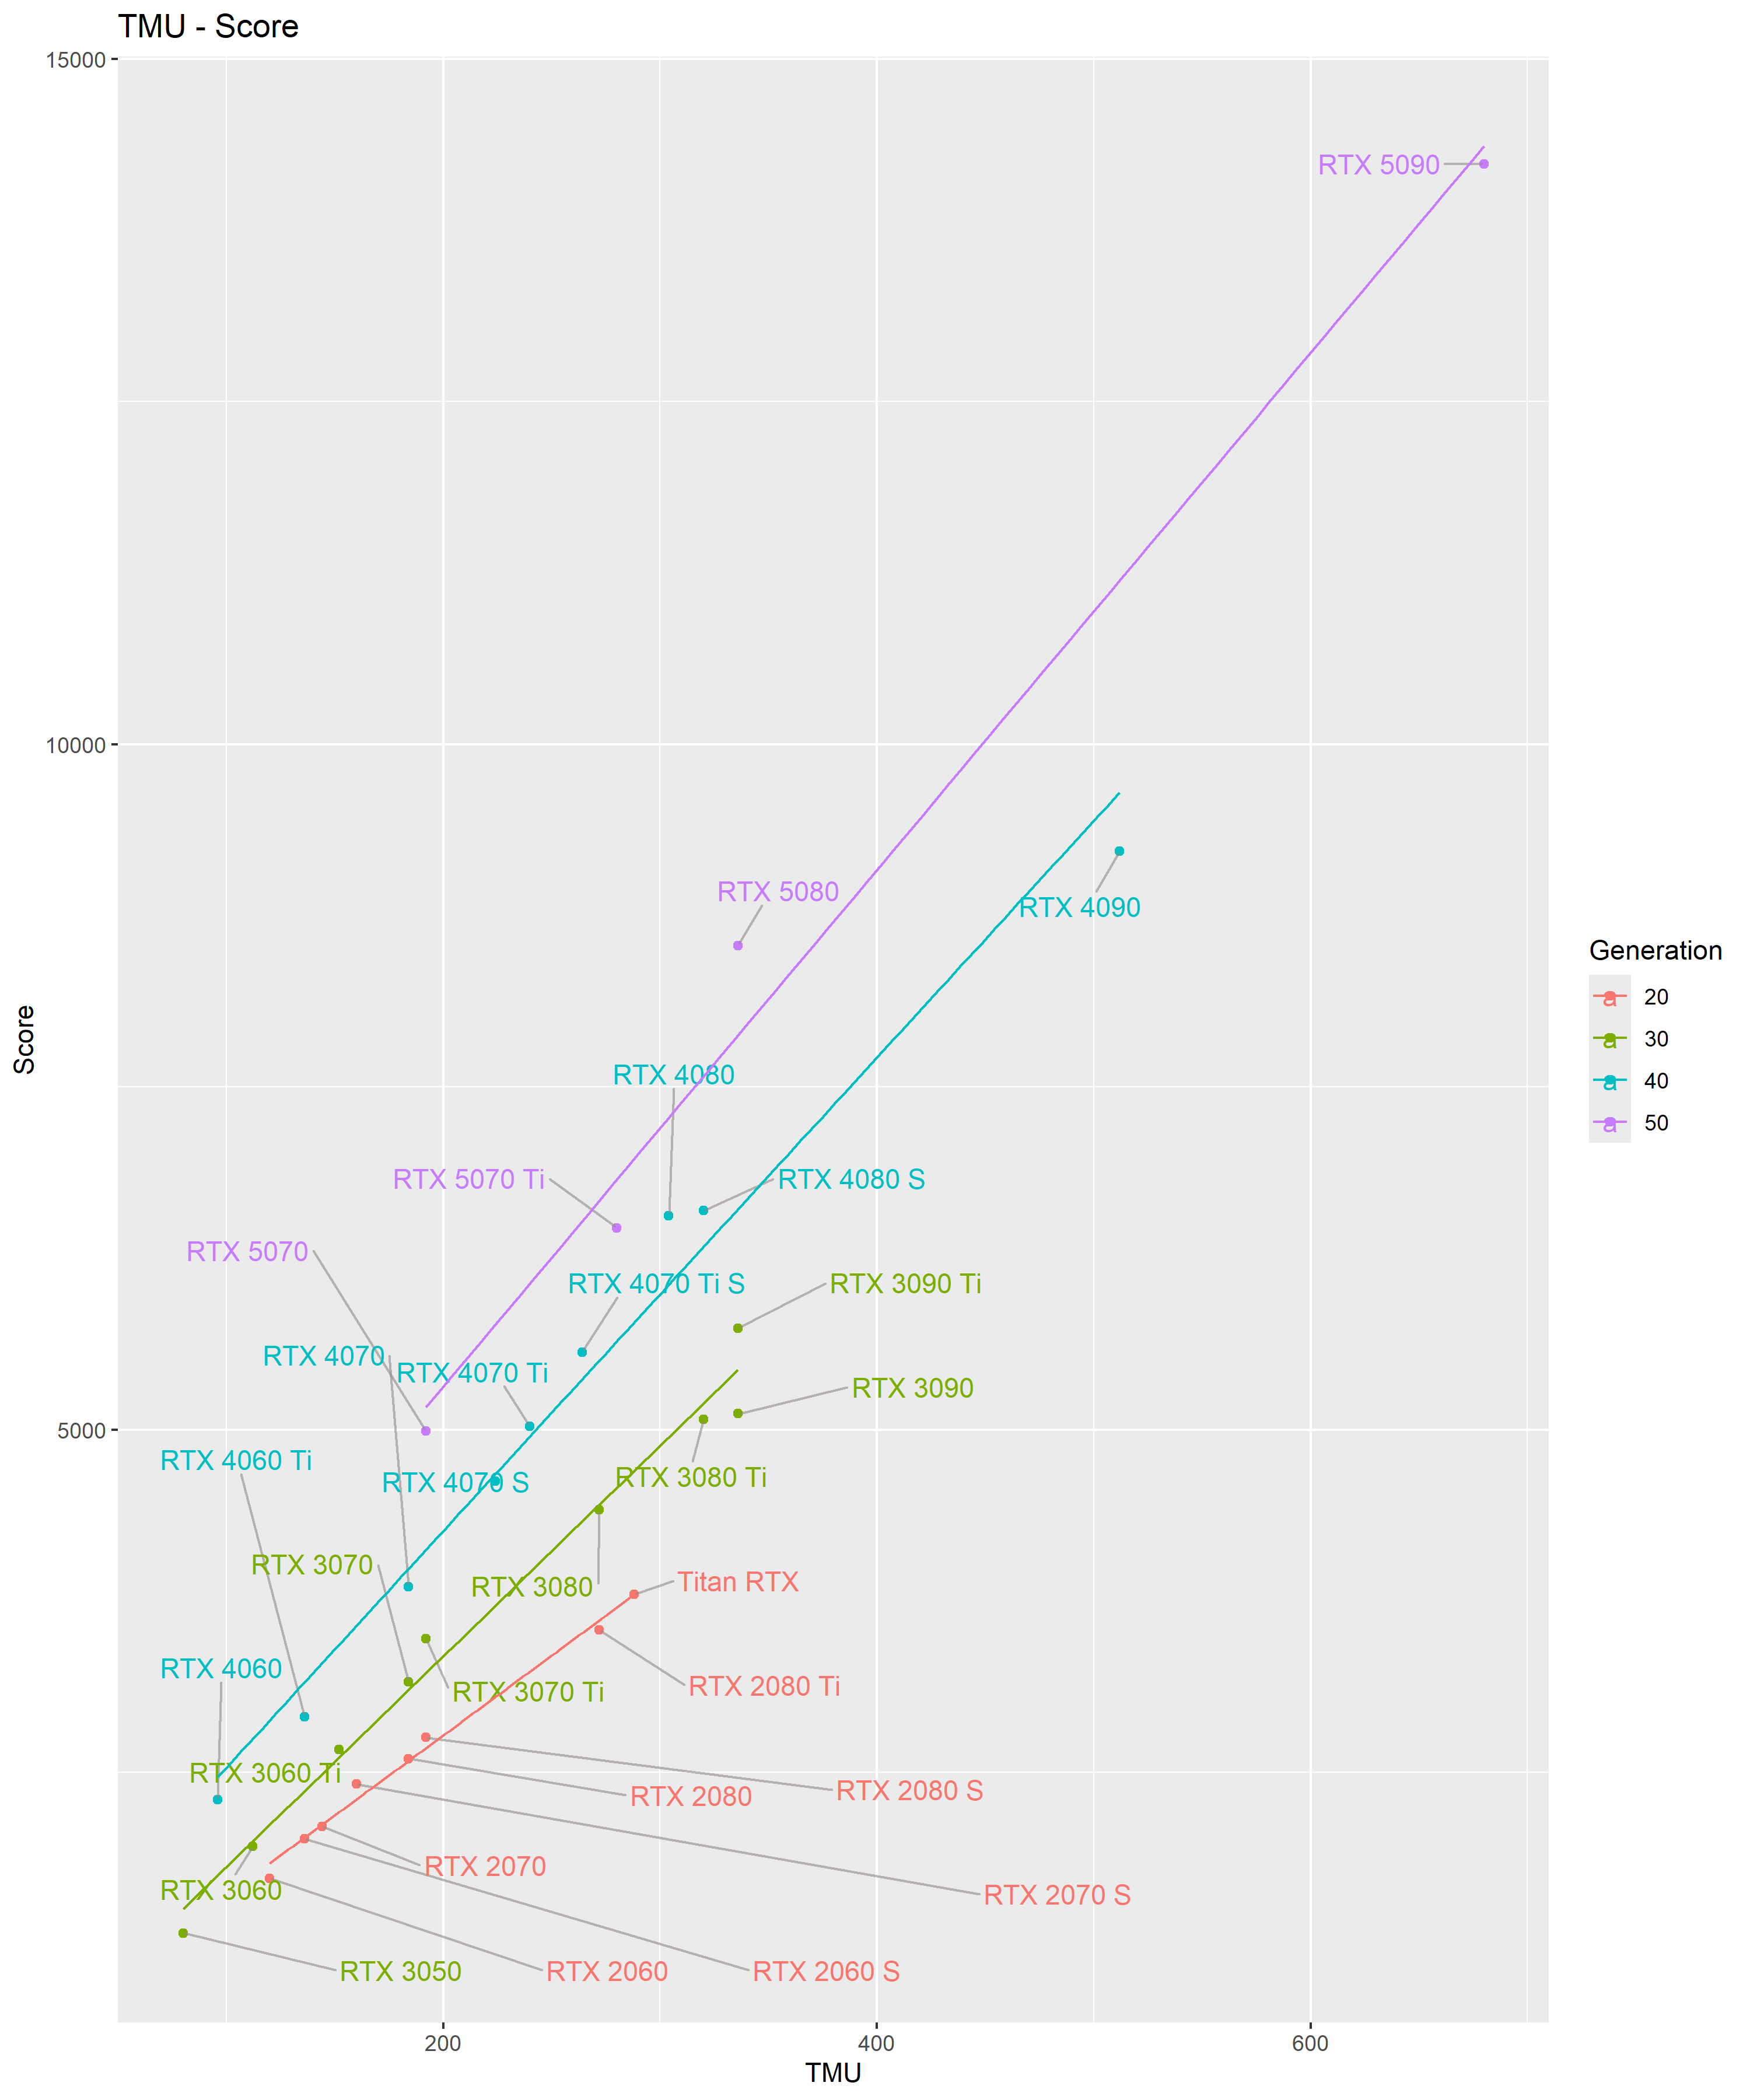 TMU - Score
15000
RTX 5090
10000
RTX 5080
RTX 4090
Generation
20
30
40
50
Score
RTX 4080
RTX 5070 Ti
RTX 4080 S
RTX 5070
RTX 4070 Ti S
RTX 3090 Ti
RTX 4070
RTX 4070 Ti
RTX 3090
5000
RTX 4060 Ti
RTX 4070 S
RTX 3080 Ti
RTX 3070
RTX 3080
Titan RTX
RTX 4060
RTX 3070 Ti
RTX 2080 Ti
RTX 3060 Ti
RTX 2080
RTX 2080 S
RTX 3060
RTX 2070
RTX 2070 S
RTX 3050
RTX 2060
RTX 2060 S
200
400
600
TMU